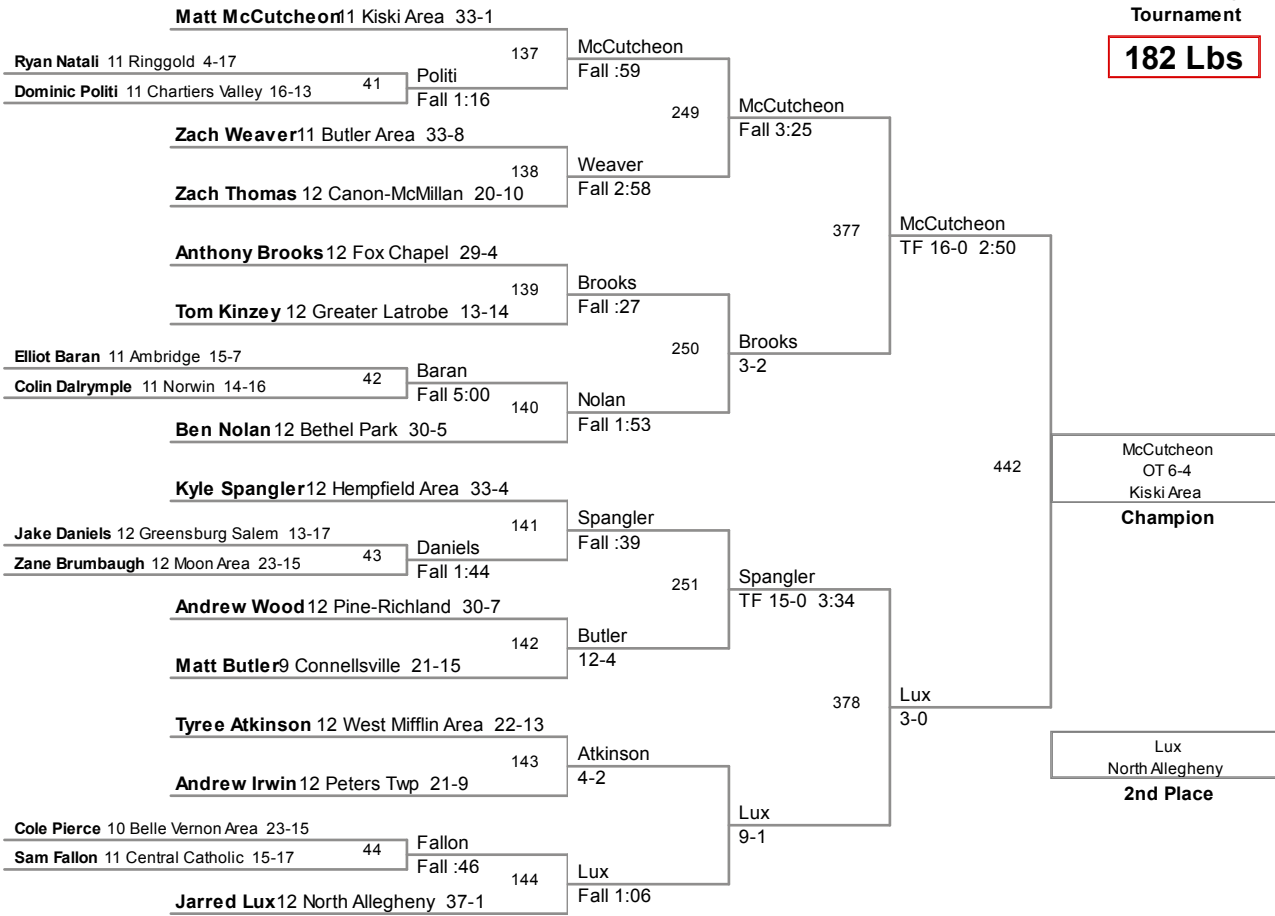 Tournament
182 Lbs
Matt McCutcheon 11 Kiski Area 33-1
137
McCutcheon
Fall :59
Ryan Natali 11 Ringgold 4-17
41
Politi
Fall 1:16
Dominic Politi 11 Chartiers Valley 16-13
249
McCutcheon
Fall 3:25
Zach Weaver 11 Butler Area 33-8
138
Weaver
Fall 2:58
Zach Thomas 12 Canon-McMillan 20-10
377
McCutcheon
TF 16-0 2:50
Anthony Brooks 12 Fox Chapel 29-4
139
Brooks
Fall :27
Tom Kinzey 12 Greater Latrobe 13-14
250
Brooks
3-2
Elliot Baran 11 Ambridge 15-7
42
Baran
Fall 5:00
Colin Dalrymple 11 Norwin 14-16
140
Nolan
Fall 1:53
Ben Nolan 12 Bethel Park 30-5
442
McCutcheon
OT 6-4
Kiski Area
Champion
Kyle Spangler 12 Hempfield Area 33-4
141
Spangler
Fall :39
Jake Daniels 12 Greensburg Salem 13-17
43
Daniels
Fall 1:44
Zane Brumbaugh 12 Moon Area 23-15
251
Spangler
TF 15-0 3:34
Andrew Wood 12 Pine-Richland 30-7
142
Butler
12-4
Matt Butler 9 Connellsville 21-15
378
Lux
3-0
Tyree Atkinson 12 West Mifflin Area 22-13
143
Atkinson
4-2
Andrew Irwin 12 Peters Twp 21-9
Lux
North Allegheny
2nd Place
Lux
9-1
Cole Pierce 10 Belle Vernon Area 23-15
44
Fallon
Fall :46
Sam Fallon 11 Central Catholic 15-17
144
Lux
Fall 1:06
Jarred Lux 12 North Allegheny 37-1